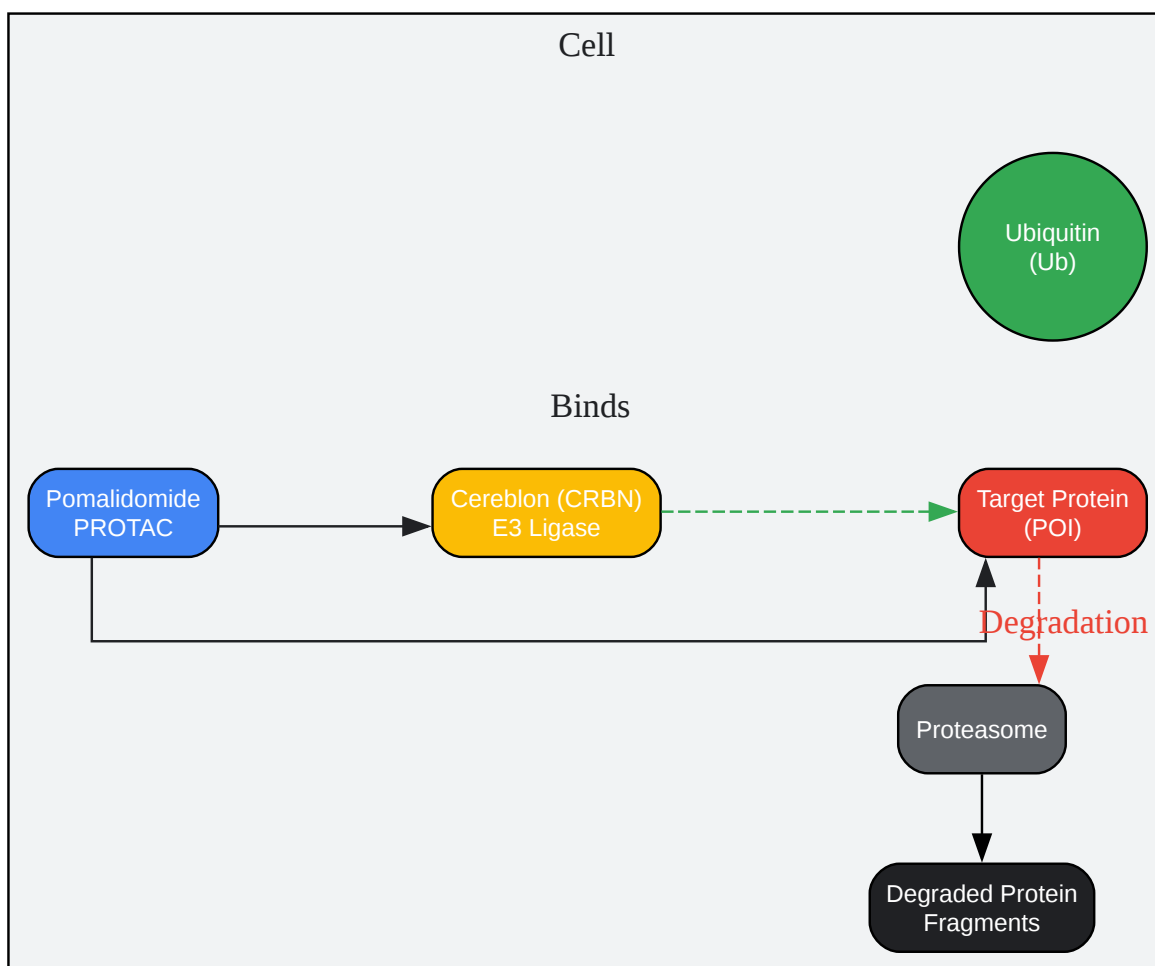 Cell
Ubiquitin
(Ub)
Binds
Pomalidomide
PROTAC
Cereblon (CRBN)
E3 Ligase
Target Protein
(POI)
Degradation
Proteasome
Degraded Protein
Fragments